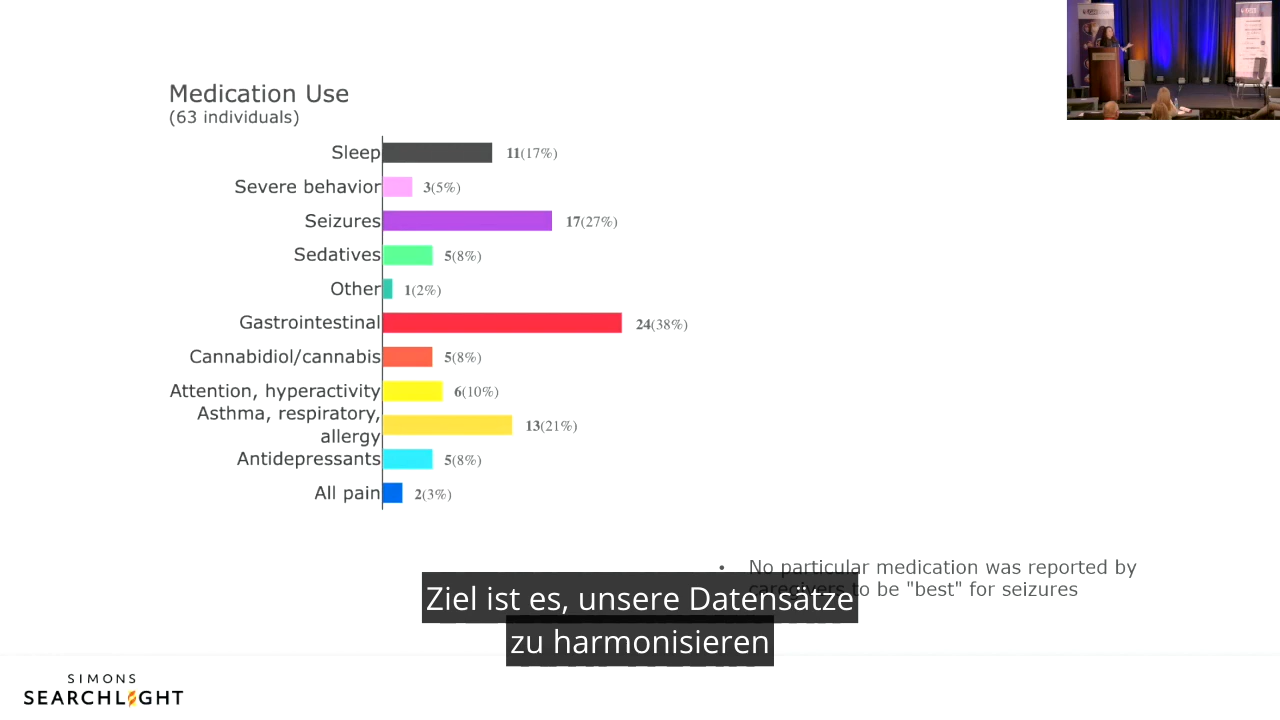 Medication Use
(63 individuals)
Sleep 11(17%)
Severe behavior 3(5%)
Seizures 17(27%)
Sedatives 5(8%)
Other 1(2%)
Gastrointestinal 24(38%)
Cannabidiol/cannabis 5(8%)
Attention, hyperactivity 6(10%)
Asthma, respiratory,
allergy 13(21%)
Antidepressants 5(8%)
All pain 2(3%)
• No particular medication was reported by
caregivers to be "best" for seizures
Ziel ist es, unsere Datensätze
zu harmonisieren
SIMONS
SEARCHLIGHT